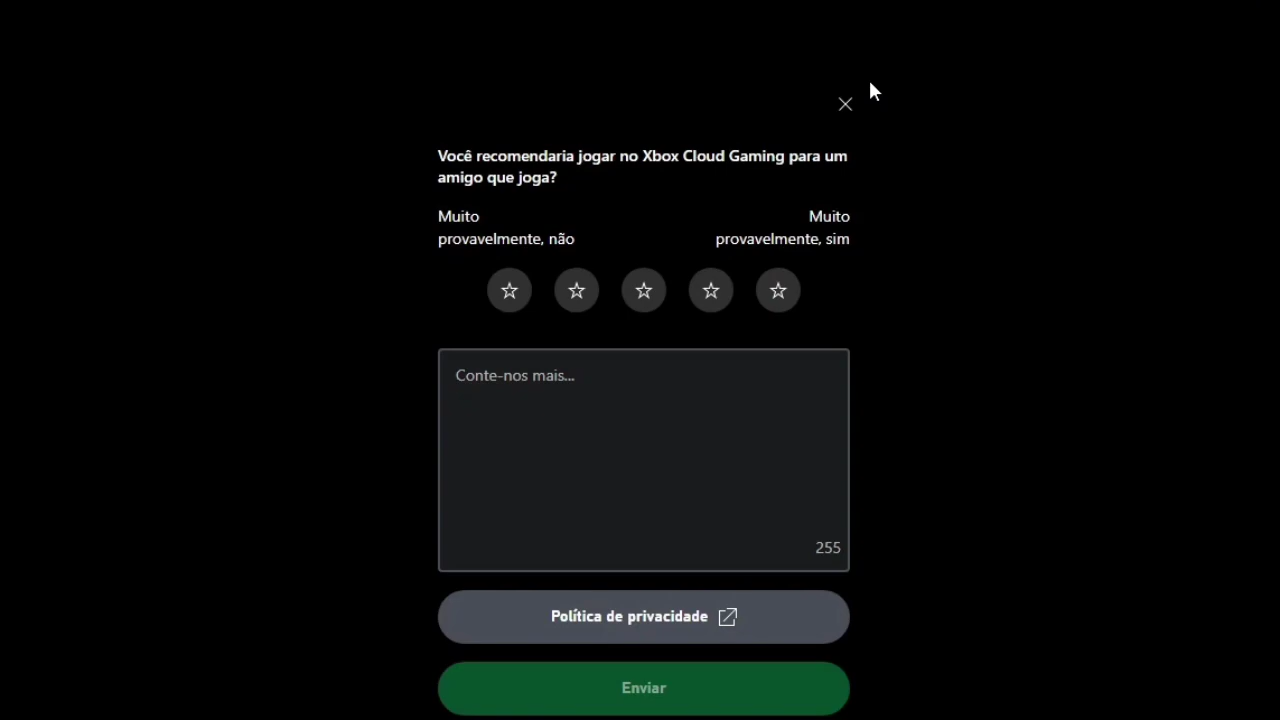 Você recomendaria jogar no Xbox Cloud Gaming para um
amigo que joga?
Muito
provavelmente, não
Muito
provavelmente, sim
Conte-nos mais...
255
Política de privacidade
Enviar